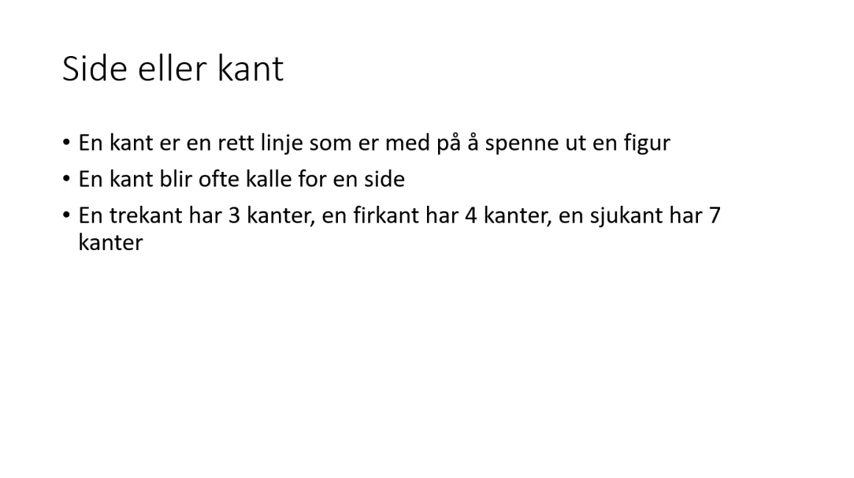 Side eller kant
• En kant er en rett linje som er med på å spenne ut en figur
• En kant blir ofte kalle for en side
• En trekant har 3 kanter, en firkant har 4 kanter, en sjukant har 7
kanter